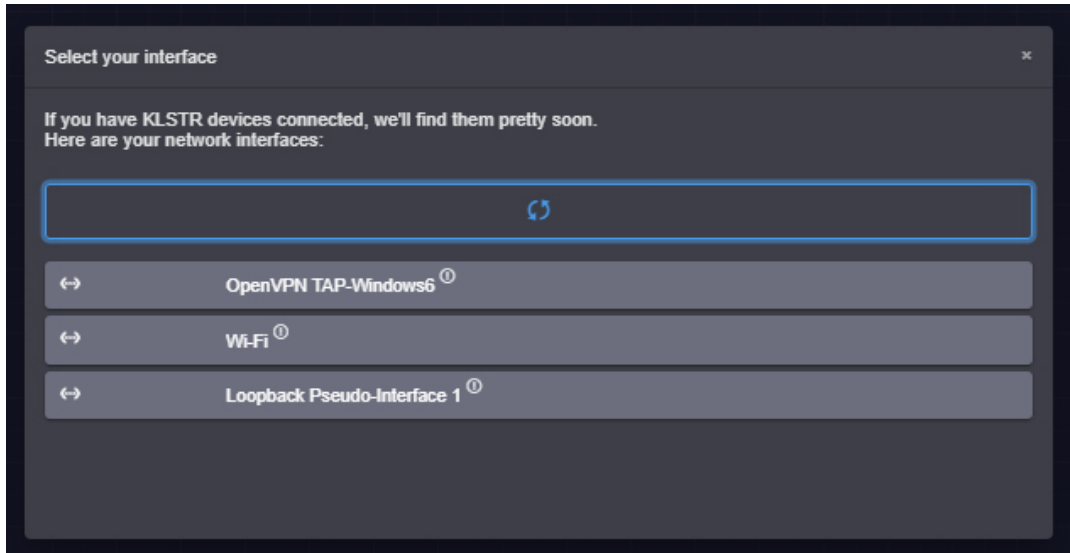 Select your interface
If you have KLSTR devices connected, we'll find them pretty soon.
Here are your network interfaces:
OpenVPN TAP-Windows6
Wi-Fi
Loopback Pseudo-Interface 1